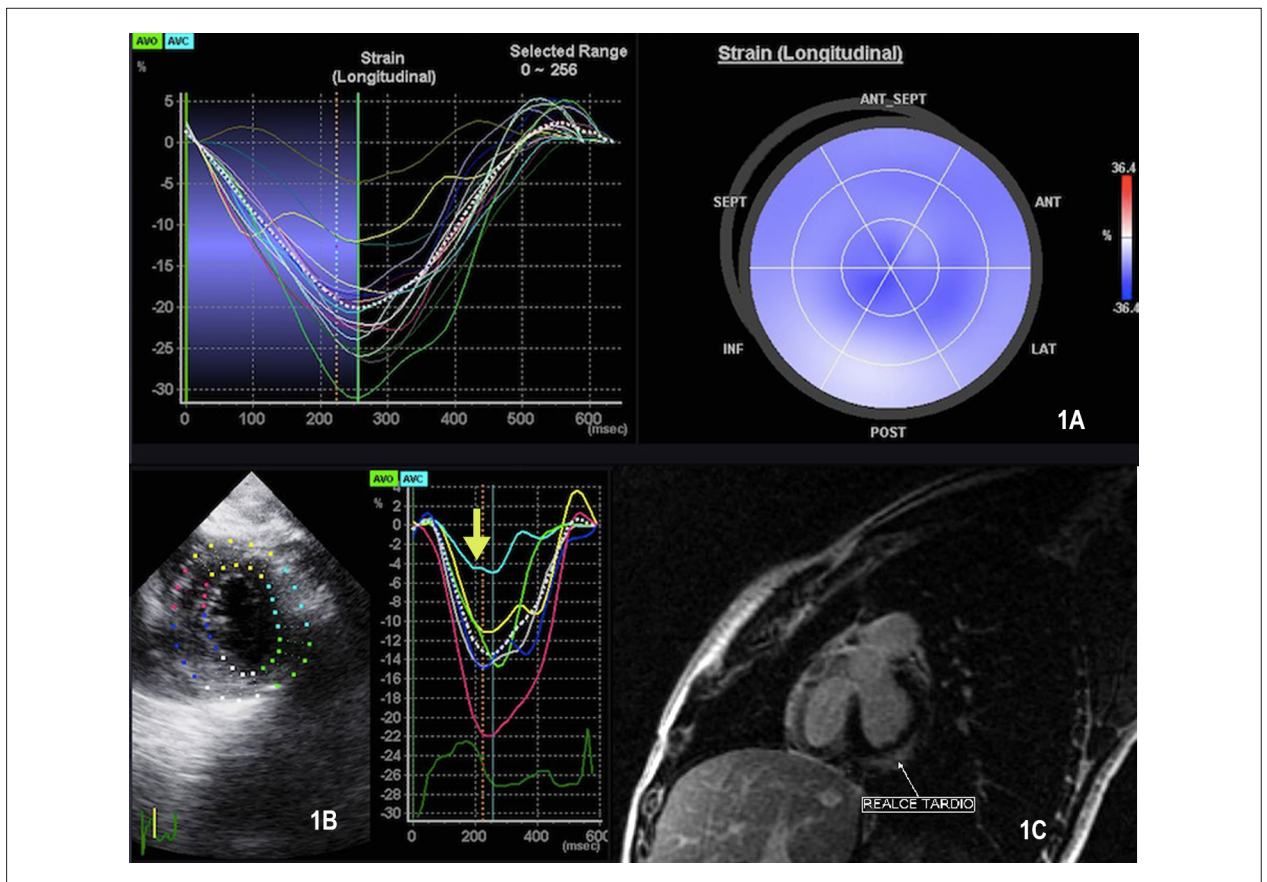 AVO AVC
%
Strain
(Longitudinal)
Selected Range
0 ~ 256
5
0
-5
-10
-15
-20
-25
-30
0 100 200 300 400 500 600
(msec)
Strain (Longitudinal)
ANT_SEPT
SEPT
ANT
INF
LAT
POST
36.4
%
-36.4
1A
AVO AVC
%
4
2
0
-2
-4
-6
-8
-10
-12
-14
-16
-18
-20
-22
-24
-26
-28
-30
0 200 400 600
(msec)
1B
REALCE TARDIO
1C